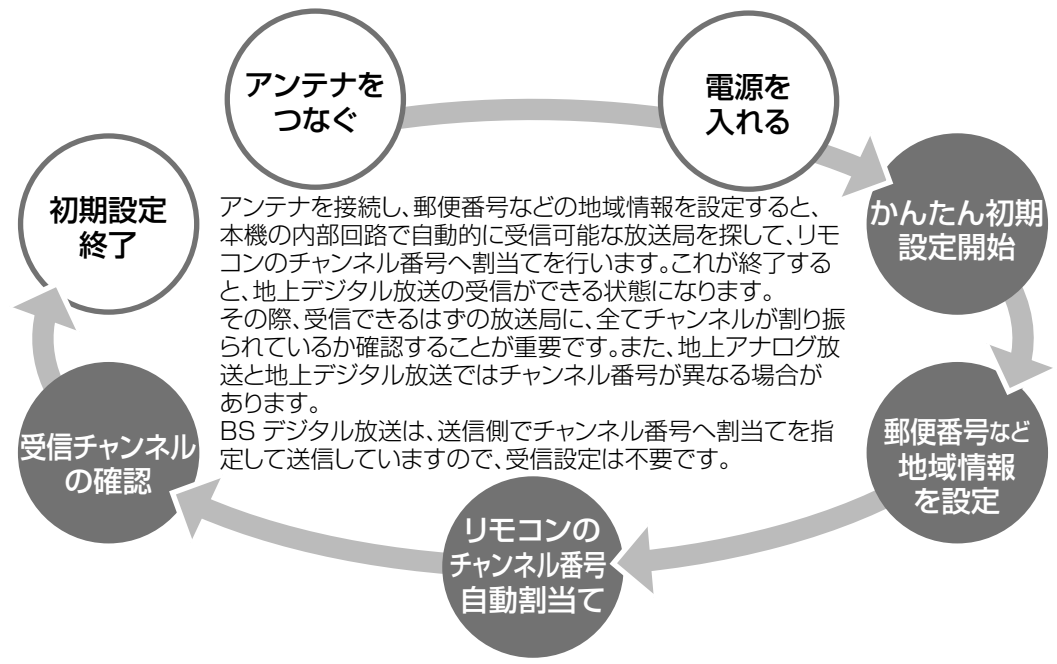 アンテナを
つなぐ
電源を
入れる
かんたん初期
設定開始
郵便番号など
地域情報
を設定
リモコンの
チャンネル番号
自動割当て
受信チャンネル
の確認
初期設定
終了
アンテナを接続し、郵便番号などの地域情報を設定すると、
本機の内部回路で自動的に受信可能な放送局を探して、リモ
コンのチャンネル番号へ割当てを行います。これが終了する
と、地上デジタル放送の受信ができる状態になります。
その際、受信できるはずの放送局に、全てチャンネルが割り振
られているか確認することが重要です。また、地上アナログ放
送と地上デジタル放送ではチャンネル番号が異なる場合が
あります。
BS デジタル放送は、送信側でチャンネル番号へ割当てを指
定して送信していますので、受信設定は不要です。